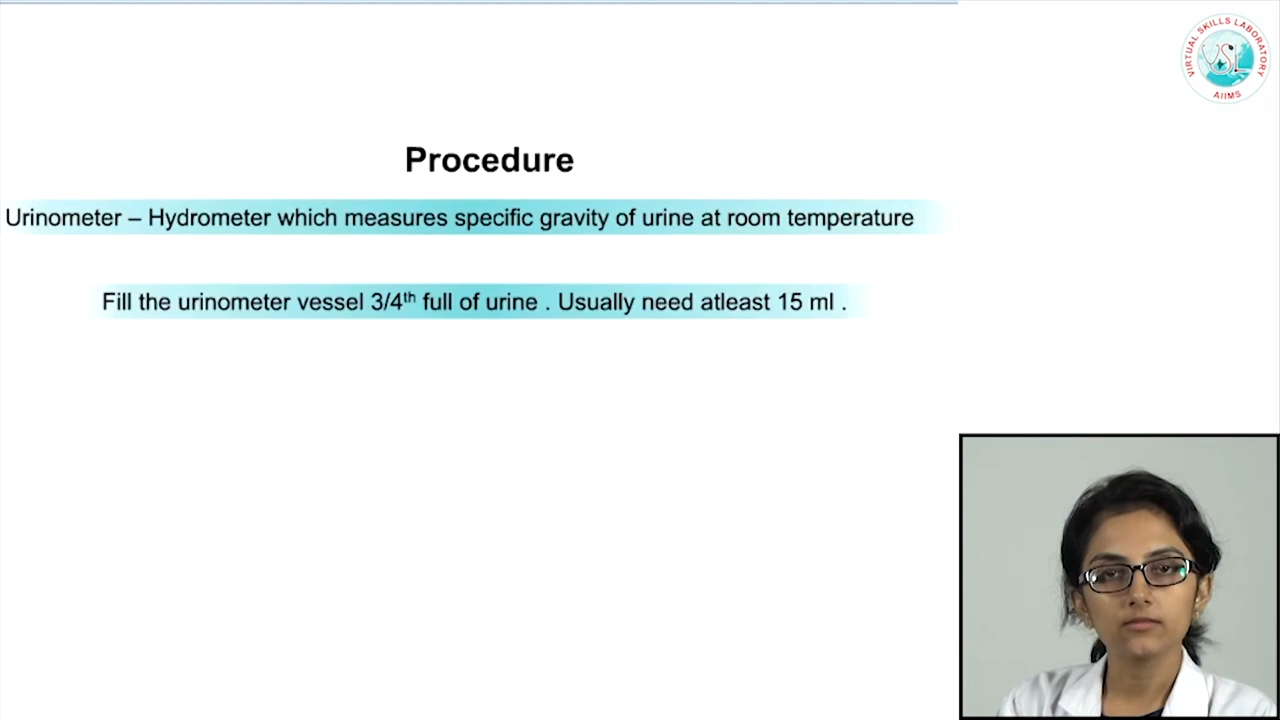 VIRTUAL SKILLS LABORATORY
VSL
AIIMS
Procedure
Urinometer – Hydrometer which measures specific gravity of urine at room temperature
Fill the urinometer vessel 3/4th full of urine . Usually need atleast 15 ml .